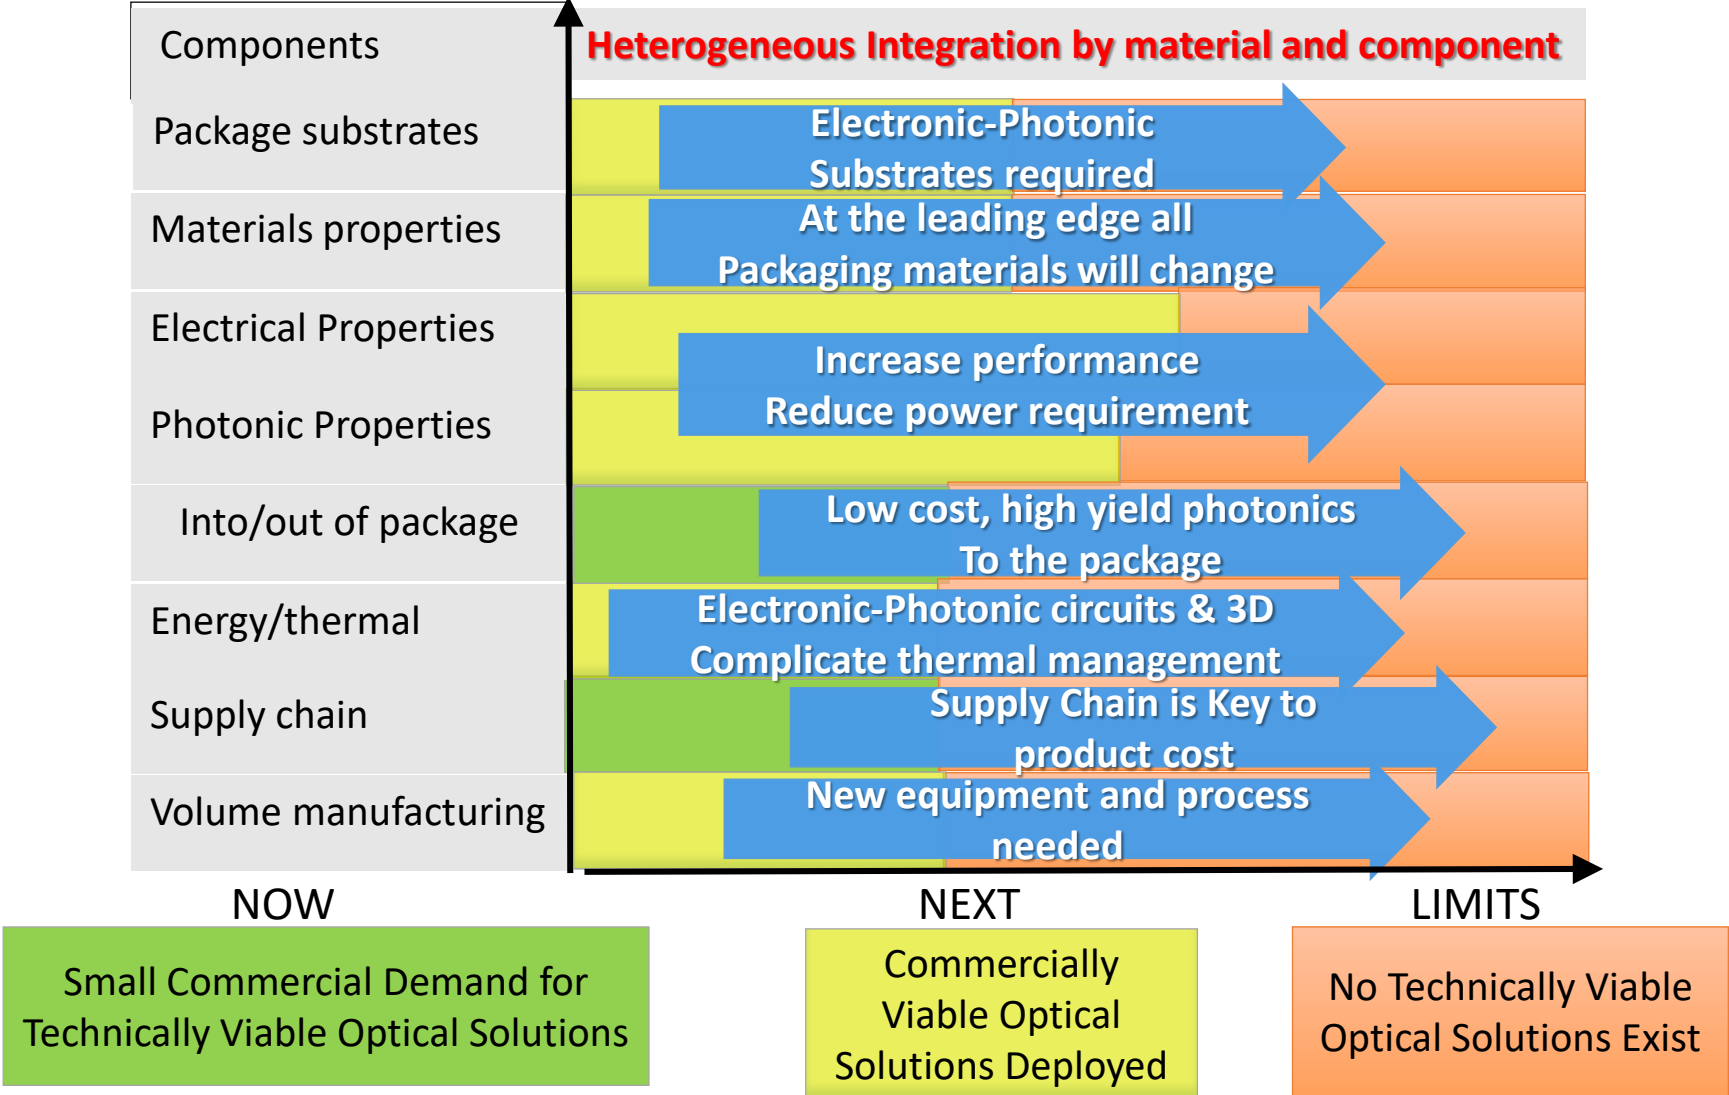 Components
Heterogeneous Integration by material and component
Package substrates
Electronic-Photonic
Substrates required
Materials properties
At the leading edge all
Packaging materials will change
Electrical Properties
Increase performance
Reduce power requirement
Photonic Properties
Into/out of package
Low cost, high yield photonics
To the package
Energy/thermal
Electronic-Photonic circuits & 3D
Complicate thermal management
Supply chain
Supply Chain is Key to
product cost
Volume manufacturing
New equipment and process
needed
NOW
NEXT
LIMITS
Small Commercial Demand for
Technically Viable Optical Solutions
Commercially
Viable Optical
Solutions Deployed
No Technically Viable
Optical Solutions Exist